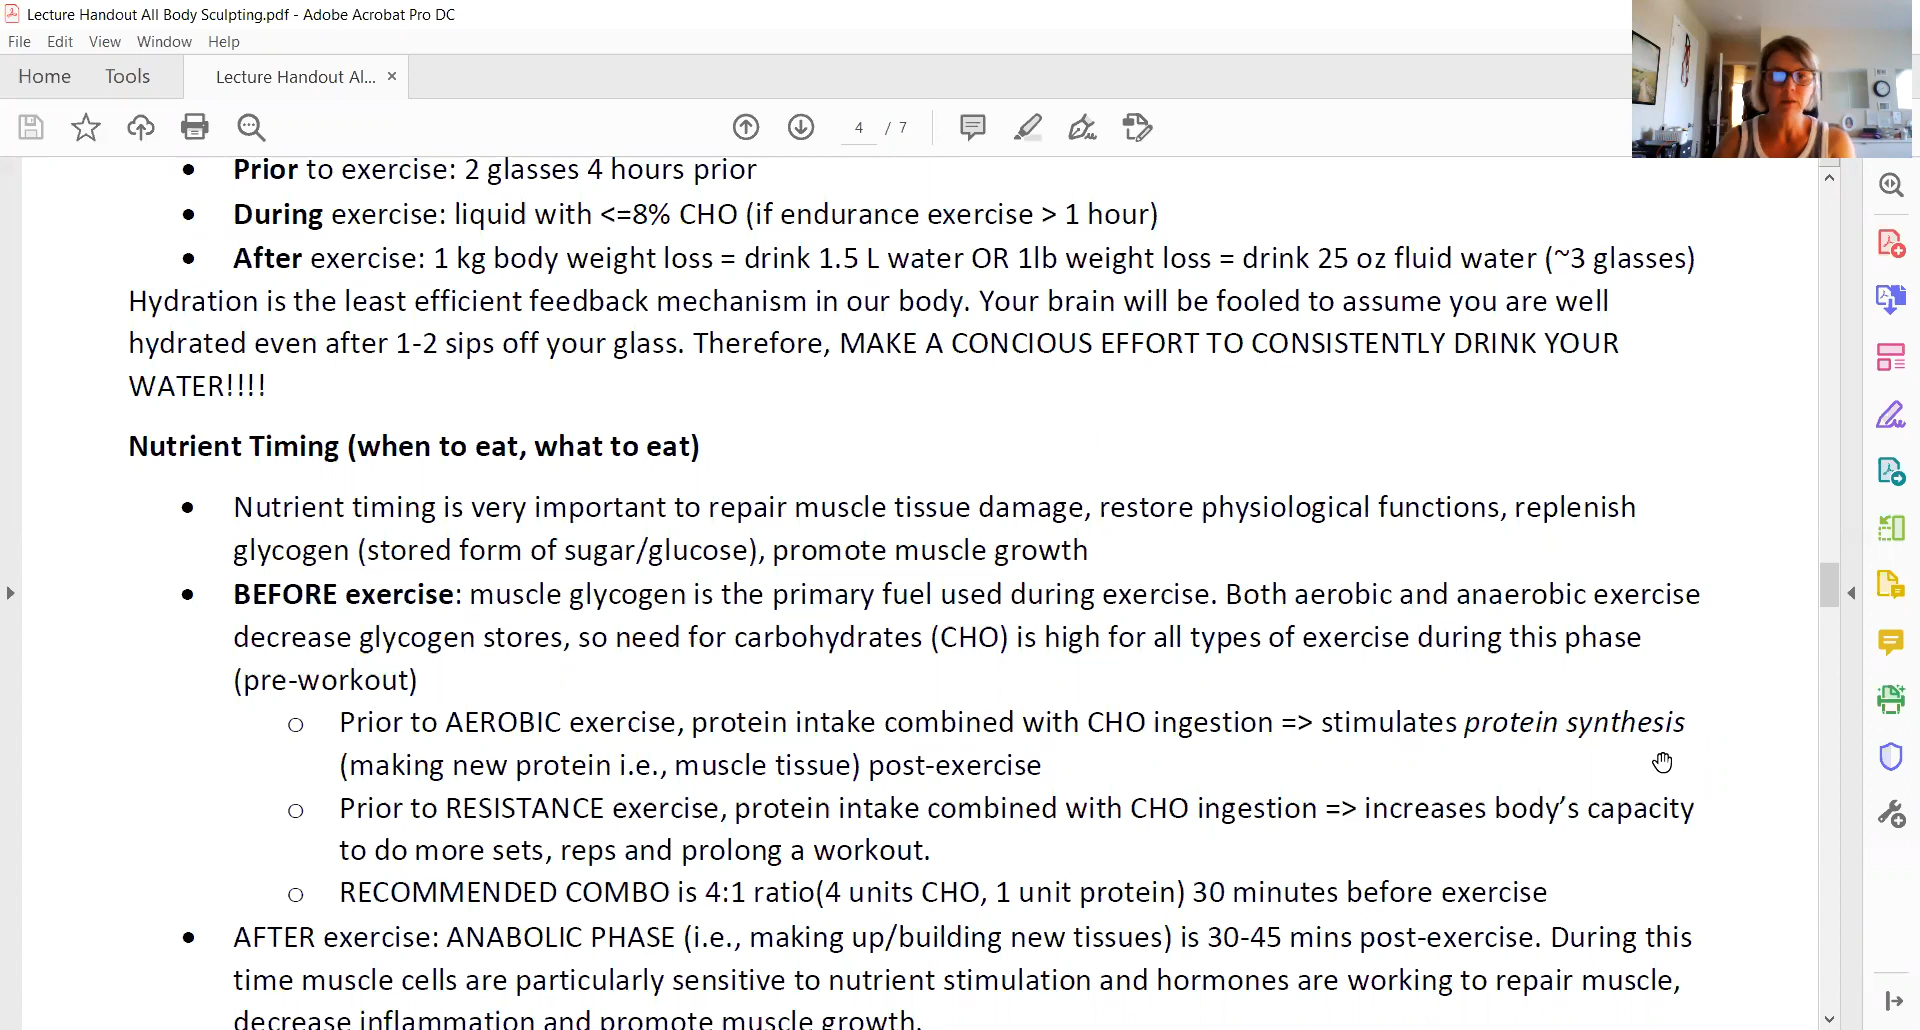 Lecture Handout All Body Sculpting.pdf - Adobe Acrobat Pro DC
File Edit View Window Help
Home Tools Lecture Handout Al... ×
4 / 7
• Prior to exercise: 2 glasses 4 hours prior
• During exercise: liquid with <=8% CHO (if endurance exercise > 1 hour)
• After exercise: 1 kg body weight loss = drink 1.5 L water OR 1lb weight loss = drink 25 oz fluid water (~3 glasses)
Hydration is the least efficient feedback mechanism in our body. Your brain will be fooled to assume you are well
hydrated even after 1-2 sips off your glass. Therefore, MAKE A CONCIOUS EFFORT TO CONSISTENTLY DRINK YOUR
WATER!!!!
Nutrient Timing (when to eat, what to eat)
• Nutrient timing is very important to repair muscle tissue damage, restore physiological functions, replenish
glycogen (stored form of sugar/glucose), promote muscle growth
• BEFORE exercise: muscle glycogen is the primary fuel used during exercise. Both aerobic and anaerobic exercise
decrease glycogen stores, so need for carbohydrates (CHO) is high for all types of exercise during this phase
(pre-workout)
o Prior to AEROBIC exercise, protein intake combined with CHO ingestion => stimulates protein synthesis
(making new protein i.e., muscle tissue) post-exercise
o Prior to RESISTANCE exercise, protein intake combined with CHO ingestion => increases body's capacity
to do more sets, reps and prolong a workout.
o RECOMMENDED COMBO is 4:1 ratio(4 units CHO, 1 unit protein) 30 minutes before exercise
• AFTER exercise: ANABOLIC PHASE (i.e., making up/building new tissues) is 30-45 mins post-exercise. During this
time muscle cells are particularly sensitive to nutrient stimulation and hormones are working to repair muscle,
decrease inflammation and promote muscle growth.